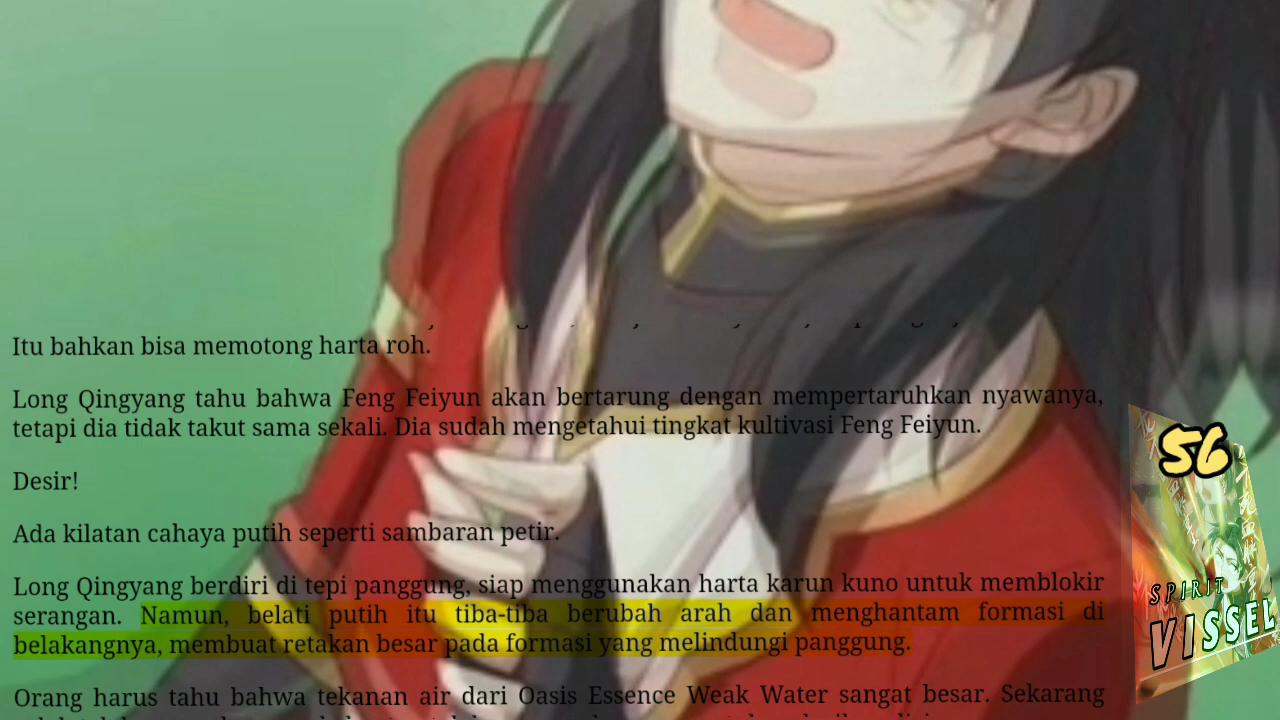 Itu bahkan bisa memotong harta roh.
Long Qingyang tahu bahwa Feng Feiyun akan bertarung dengan mempertaruhkan nyawanya,
tetapi dia tidak takut sama sekali. Dia sudah mengetahui tingkat kultivasi Feng Feiyun.
Desir!
Ada kilatan cahaya putih seperti sambaran petir.
Long Qingyang berdiri di tepi panggung, siap menggunakan harta karun kuno untuk memblokir
serangan. Namun, belati putih itu tiba-tiba berubah arah dan menghantam formasi di
belakangnya, membuat retakan besar pada formasi yang melindungi panggung.
Orang harus tahu bahwa tekanan air dari Oasis Essence Weak Water sangat besar. Sekarang
56
SPIRIT
VISSEL